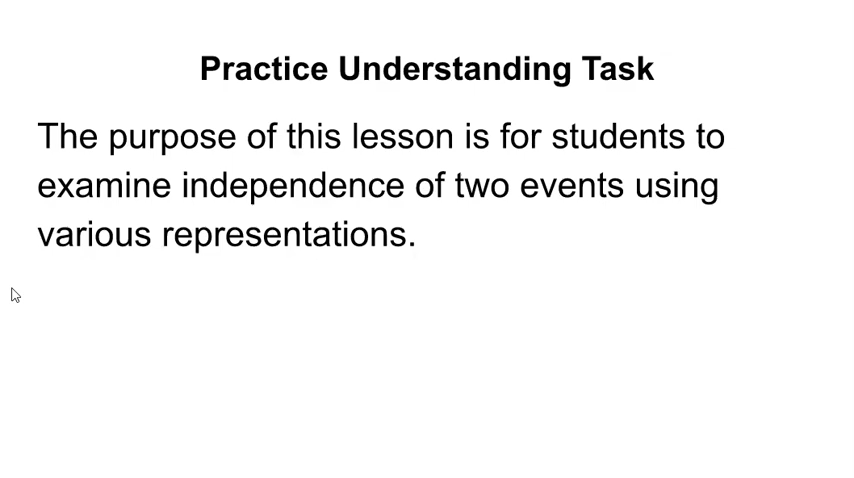 Practice Understanding Task
The purpose of this lesson is for students to
examine independence of two events using
various representations.